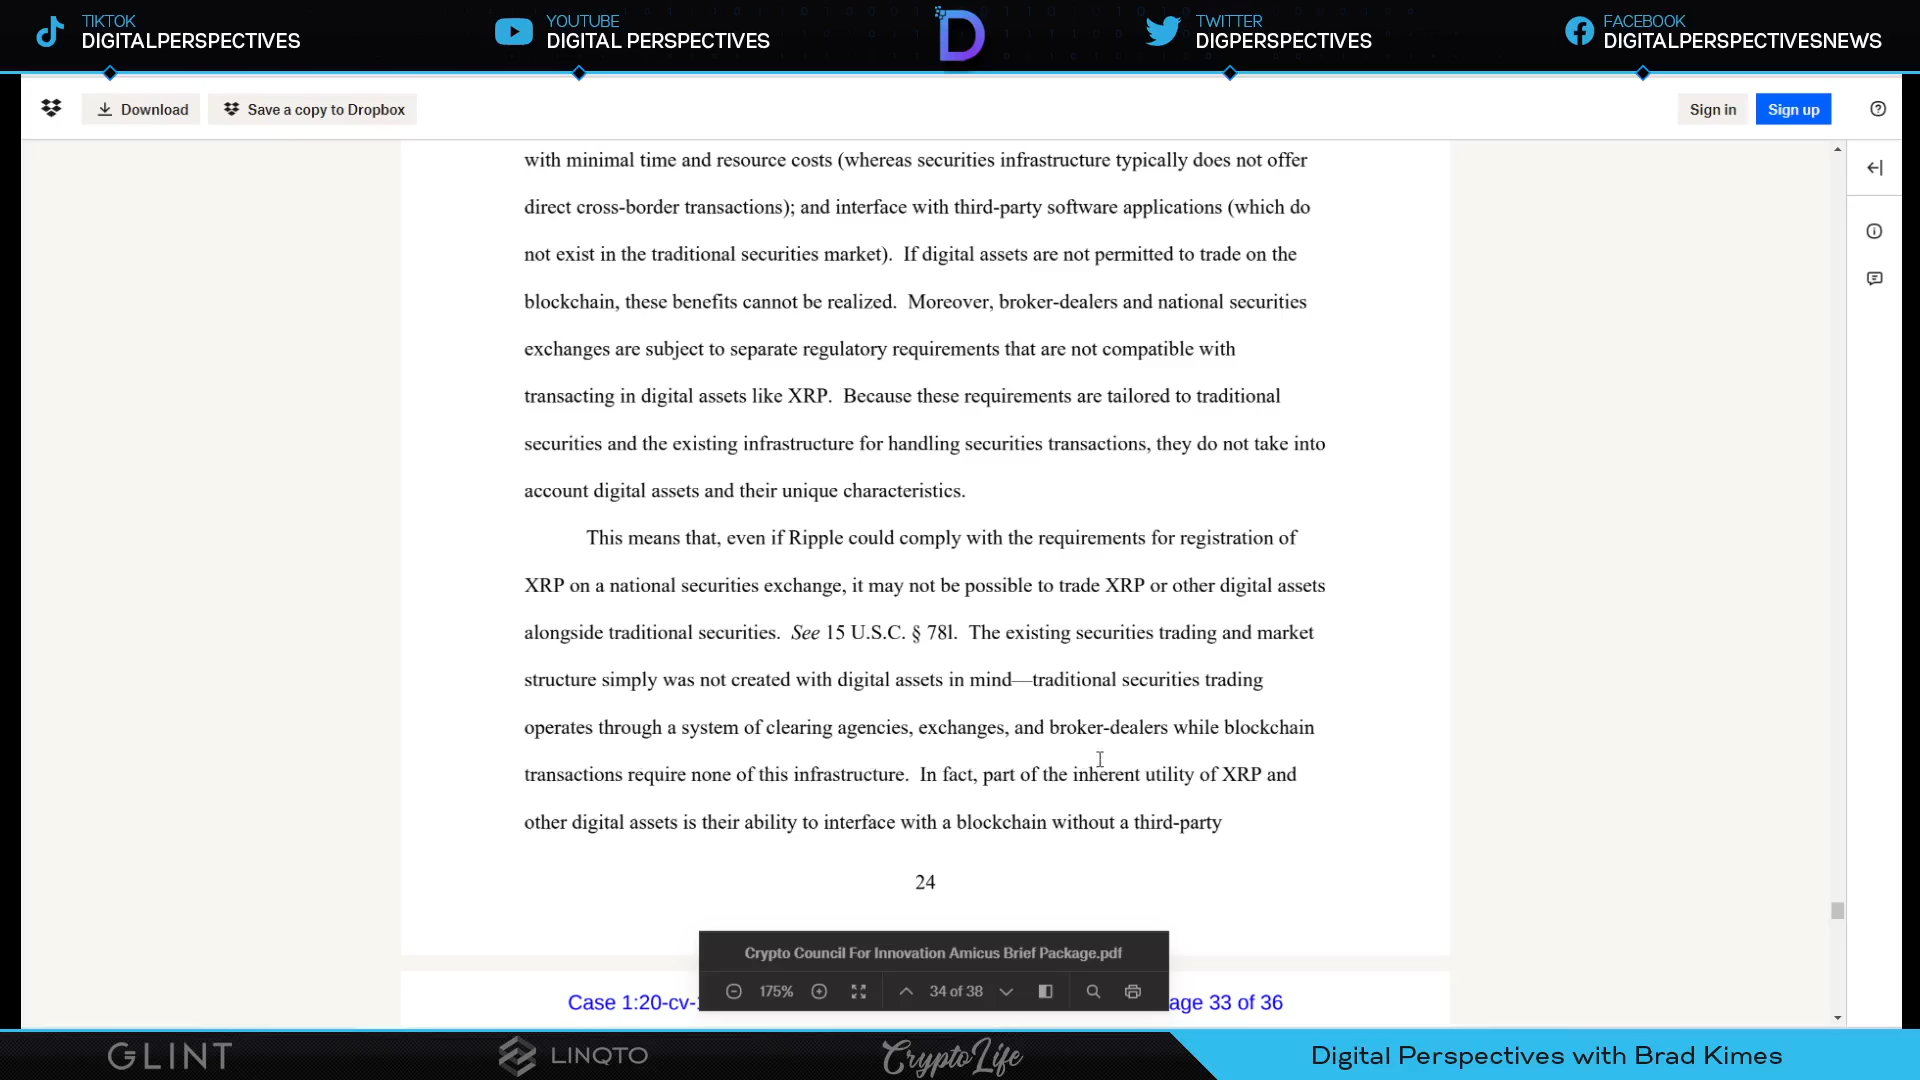 TIKTOK
DIGITALPERSPECTIVES
YOUTUBE
DIGITAL PERSPECTIVES
TWITTER
DIGPERSPECTIVES
FACEBOOK
DIGITALPERSPECTIVESNEWS
Download
Save a copy to Dropbox
Sign in
Sign up
with minimal time and resource costs (whereas securities infrastructure typically does not offer
direct cross-border transactions); and interface with third-party software applications (which do
not exist in the traditional securities market).  If digital assets are not permitted to trade on the
blockchain, these benefits cannot be realized.  Moreover, broker-dealers and national securities
exchanges are subject to separate regulatory requirements that are not compatible with
transacting in digital assets like XRP.  Because these requirements are tailored to traditional
securities and the existing infrastructure for handling securities transactions, they do not take into
account digital assets and their unique characteristics.
This means that, even if Ripple could comply with the requirements for registration of
XRP on a national securities exchange, it may not be possible to trade XRP or other digital assets
alongside traditional securities.  See 15 U.S.C. § 78l.  The existing securities trading and market
structure simply was not created with digital assets in mind—traditional securities trading
operates through a system of clearing agencies, exchanges, and broker-dealers while blockchain
transactions require none of this infrastructure.  In fact, part of the inherent utility of XRP and
other digital assets is their ability to interface with a blockchain without a third-party
24
Crypto Council For Innovation Amicus Brief Package.pdf
175%
34 of 38
Case 1:20-cv-
age 33 of 36
GLINT
LINQTO
CryptoLife
Digital Perspectives with Brad Kimes